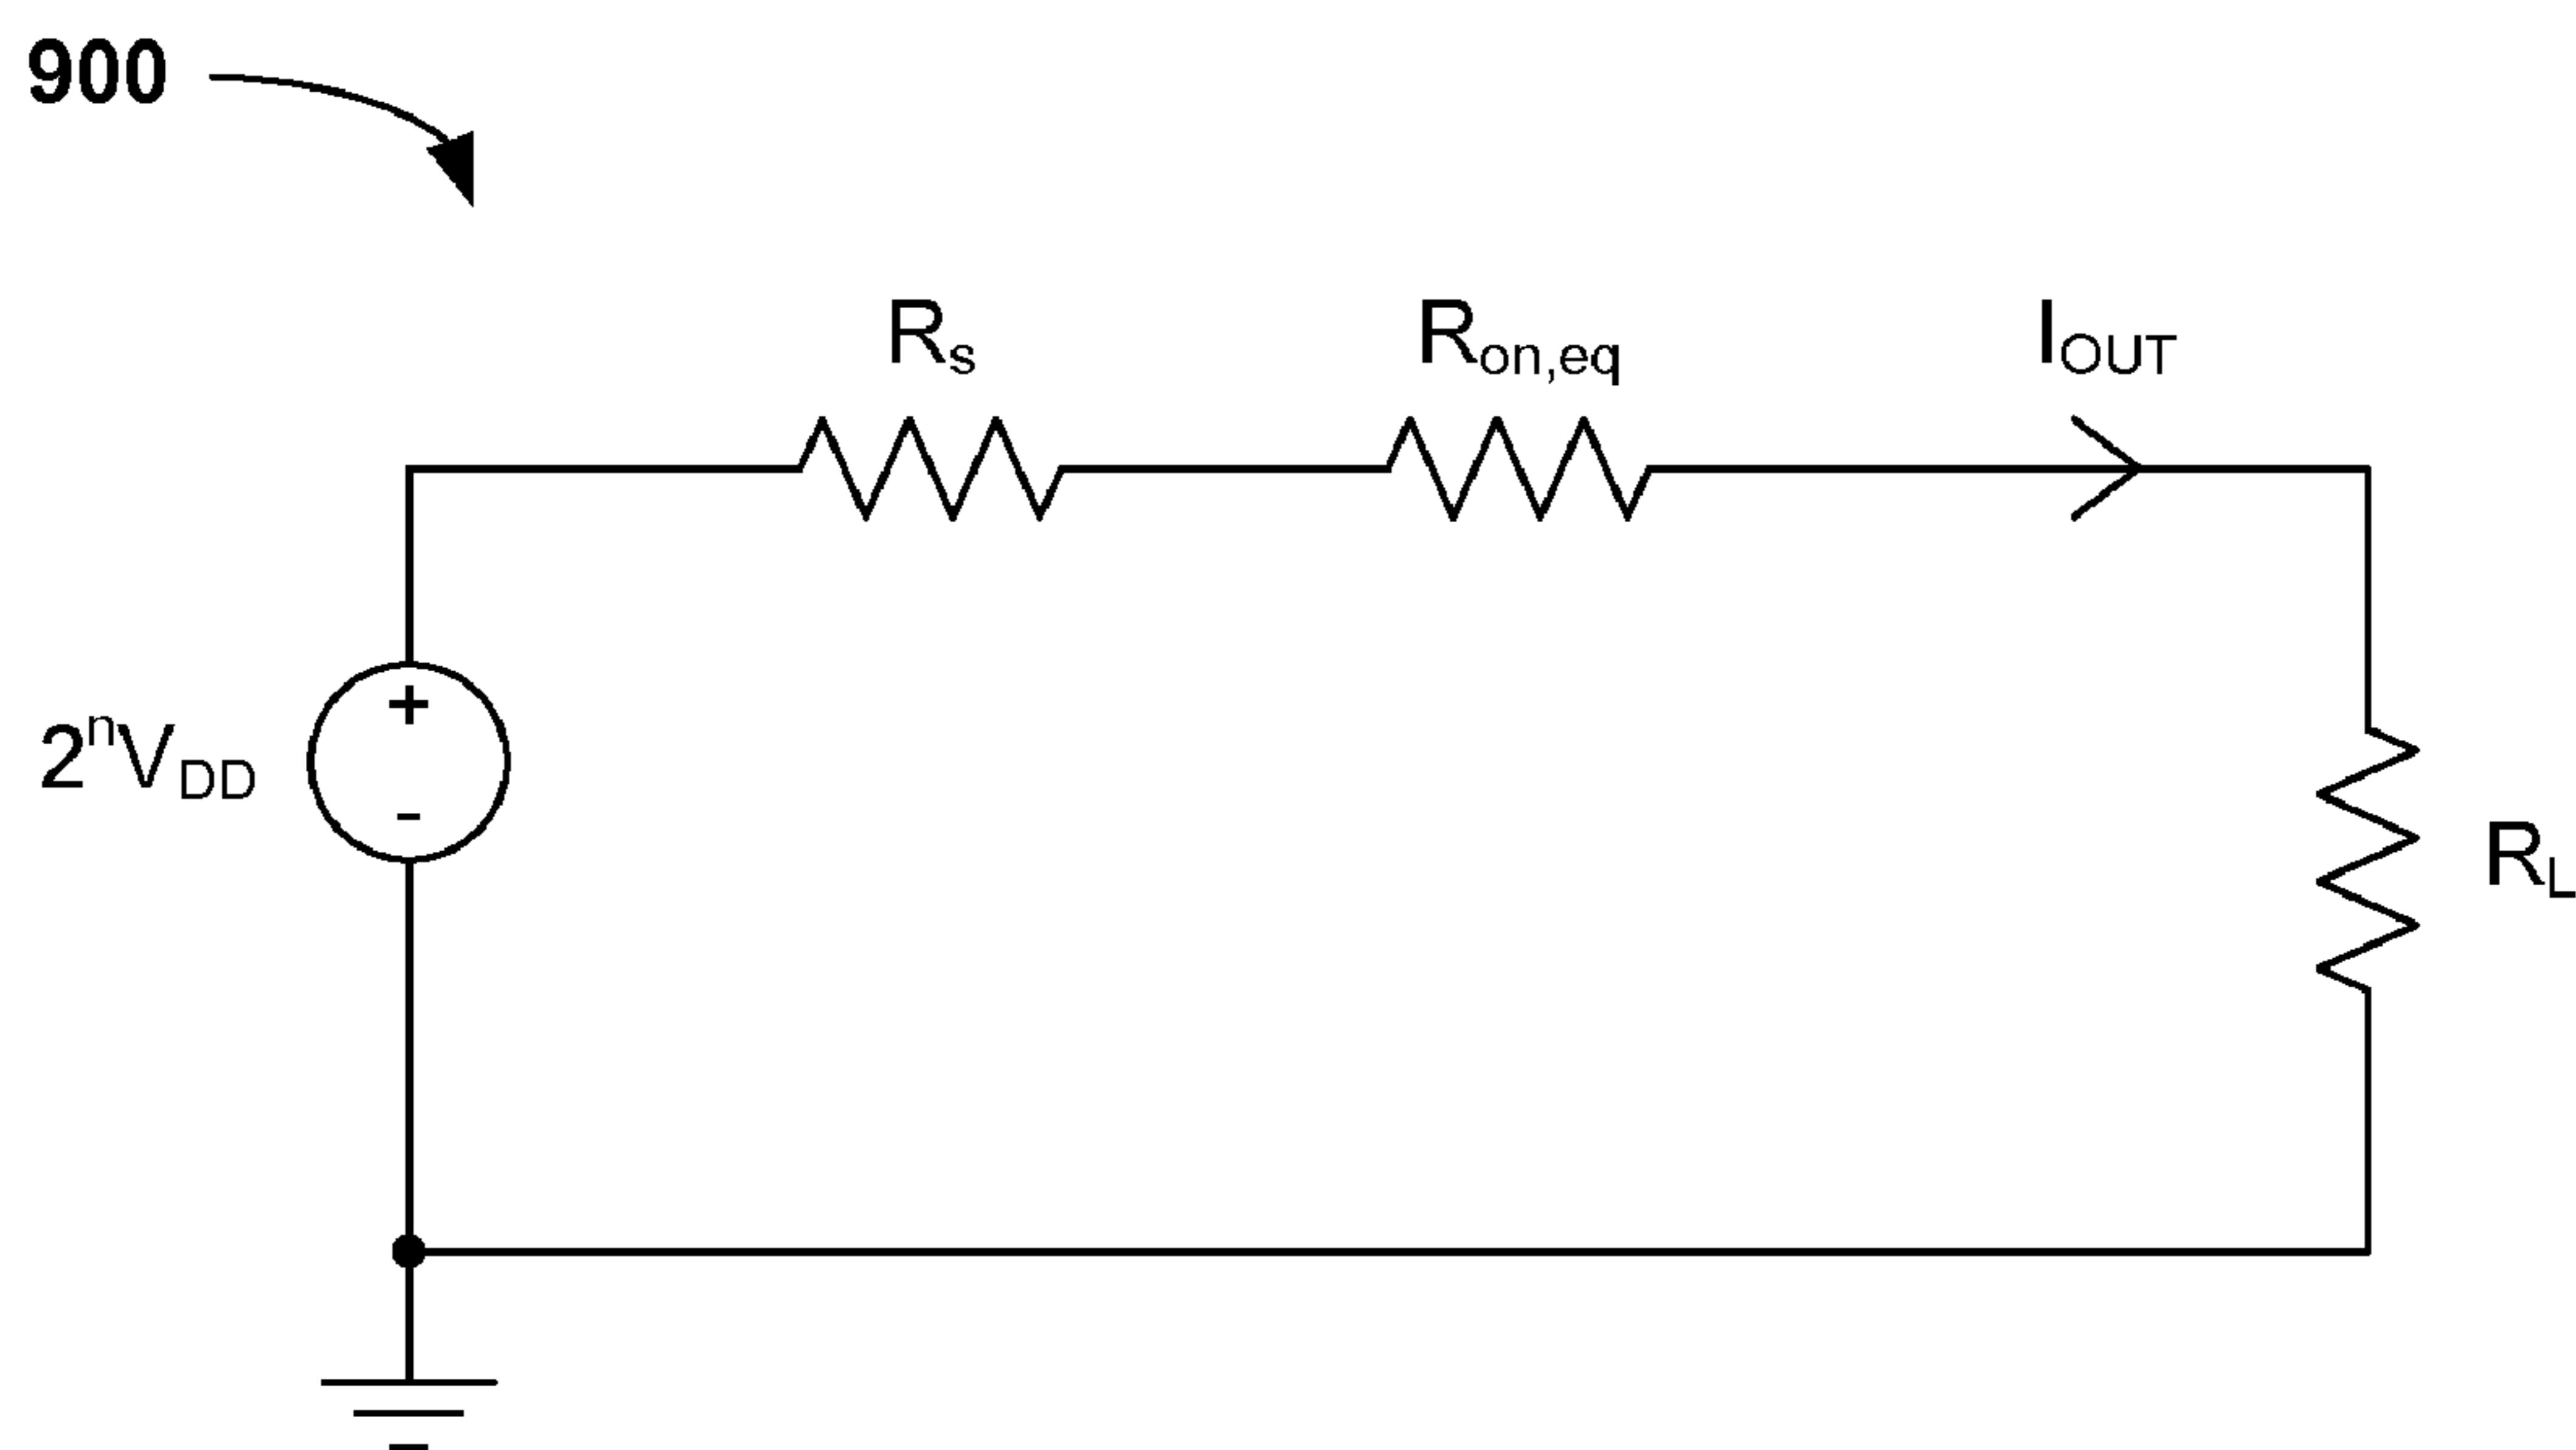 900
Rs
Ron,eq
IOUT
+
2ⁿVDD
-
RL